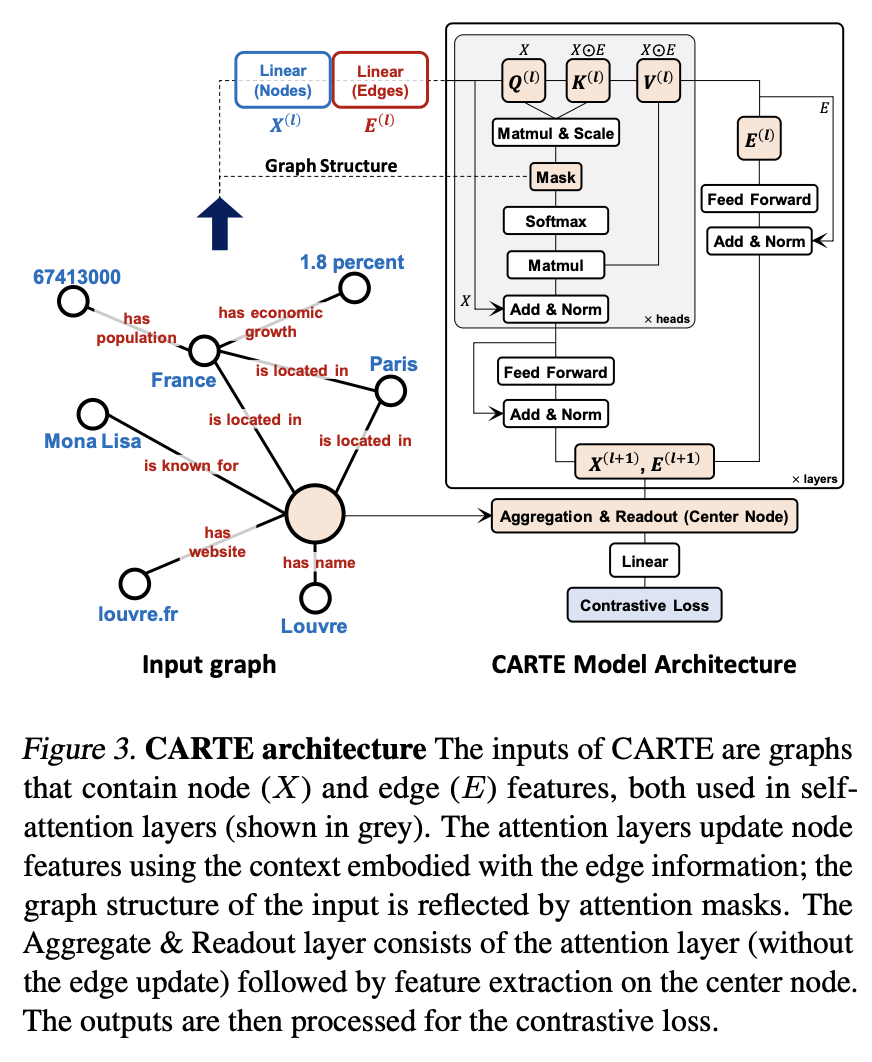 Linear
(Nodes)
Linear
(Edges)
X^(l)
E^(l)
Graph Structure
X
X⊙E
X⊙E
Q^(l)
K^(l)
V^(l)
Matmul & Scale
Mask
Softmax
Matmul
X
Add & Norm
× heads
E
E^(l)
Feed Forward
Add & Norm
Feed Forward
Add & Norm
X^(l+1), E^(l+1)
× layers
Aggregation & Readout (Center Node)
Linear
Contrastive Loss
67413000
1.8 percent
has
population
has economic
growth
France
is located in
Paris
is located in
is located in
Mona Lisa
is known for
has
website
has name
louvre.fr
Louvre
Input graph
CARTE Model Architecture
Figure 3. CARTE architecture The inputs of CARTE are graphs
that contain node (X) and edge (E) features, both used in self-
attention layers (shown in grey). The attention layers update node
features using the context embodied with the edge information; the
graph structure of the input is reflected by attention masks. The
Aggregate & Readout layer consists of the attention layer (without
the edge update) followed by feature extraction on the center node.
The outputs are then processed for the contrastive loss.